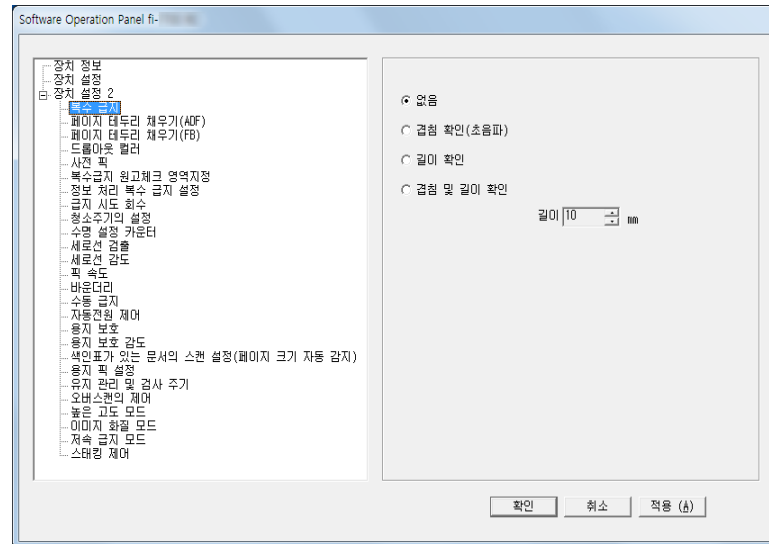 Software Operation Panel fi-
장치 정보
장치 설정
장치 설정 2
복수 급지
페이지 테두리 채우기(ADF)
페이지 테두리 채우기(FB)
드롭아웃 컬러
사전 픽
복수급지 원고체크 영역지정
정보 처리 복수 급지 설정
급지 시도 회수
청소주기의 설정
수명 설정 카운터
세로선 검출
세로선 감도
픽 속도
바운더리
수동 급지
자동전원 제어
용지 보호
용지 보호 감도
색인표가 있는 문서의 스캔 설정(페이지 크기 자동 감지)
용지 픽 설정
유지 관리 및 검사 주기
오버스캔의 제어
높은 고도 모드
이미지 화질 모드
저속 급지 모드
스태킹 제어
없음
겹침 확인(초음파)
길이 확인
겹침 및 길이 확인
길이 10 mm
확인 취소 적용 (A)